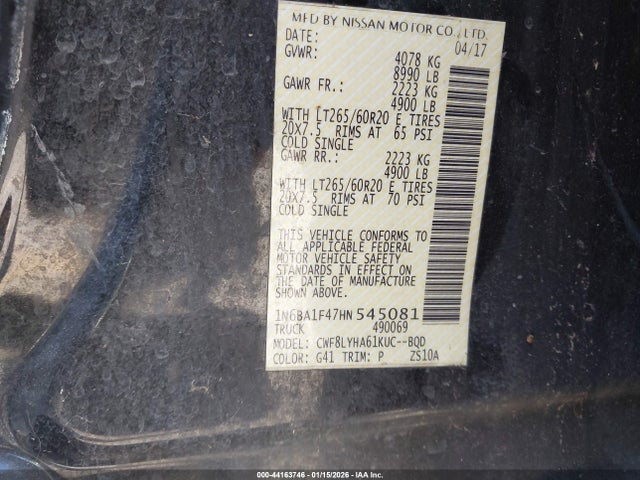 MFD BY NISSAN MOTOR CO., LTD.
DATE: 04/17
GVWR: 4078 KG
8990 LB
GAWR FR.: 2223 KG
4900 LB
WITH LT265/60R20 E TIRES
20X7.5 RIMS AT 65 PSI
COLD SINGLE
GAWR RR.: 2223 KG
4900 LB
WITH LT265/60R20 E TIRES
20X7.5 RIMS AT 70 PSI
COLD SINGLE
THIS VEHICLE CONFORMS TO
ALL APPLICABLE FEDERAL
MOTOR VEHICLE SAFETY
STANDARDS IN EFFECT ON
THE DATE OF MANUFACTURE
SHOWN ABOVE.
1N6BA1F47HN 545081
TRUCK 490069
MODEL: CWF8LYHA61KUC--BQD
COLOR: G41 TRIM: P ZS10A
000-44163746 - 01/15/2026 - IAA Inc.